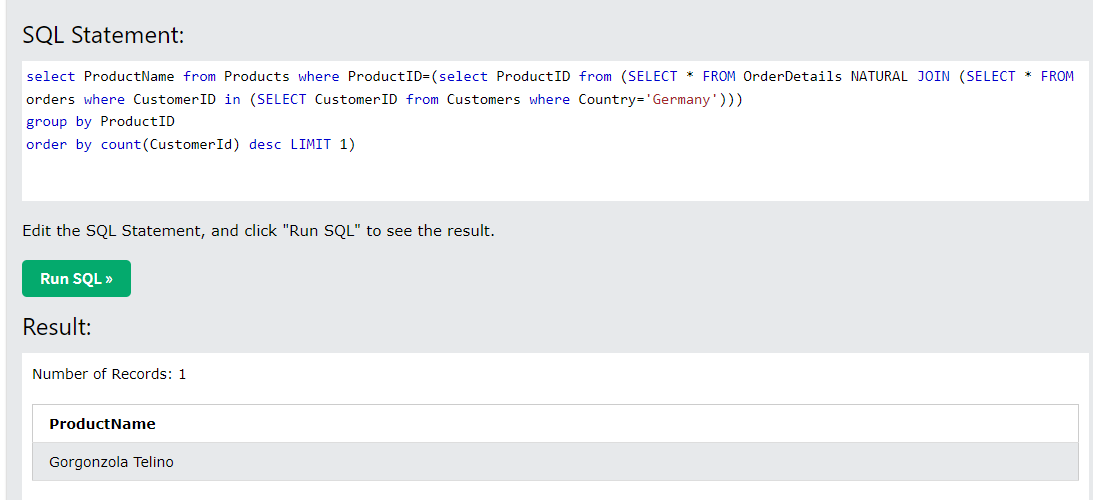 SQL Statement:
select ProductName from Products where ProductID=(select ProductID from (SELECT * FROM OrderDetails NATURAL JOIN (SELECT * FROM
orders where CustomerID in (SELECT CustomerID from Customers where Country='Germany')))
group by ProductID
order by count(CustomerId) desc LIMIT 1)
Edit the SQL Statement, and click "Run SQL" to see the result.
Run SQL »
Result:
Number of Records: 1
ProductName
Gorgonzola Telino